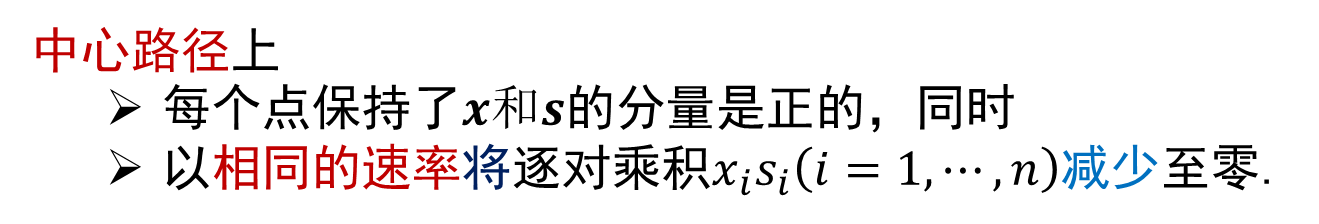 中心路径上
➢ 每个点保持了x和s的分量是正的，同时
➢ 以相同的速率将逐对乘积xᵢsᵢ(i = 1,⋯,n)减少至零.